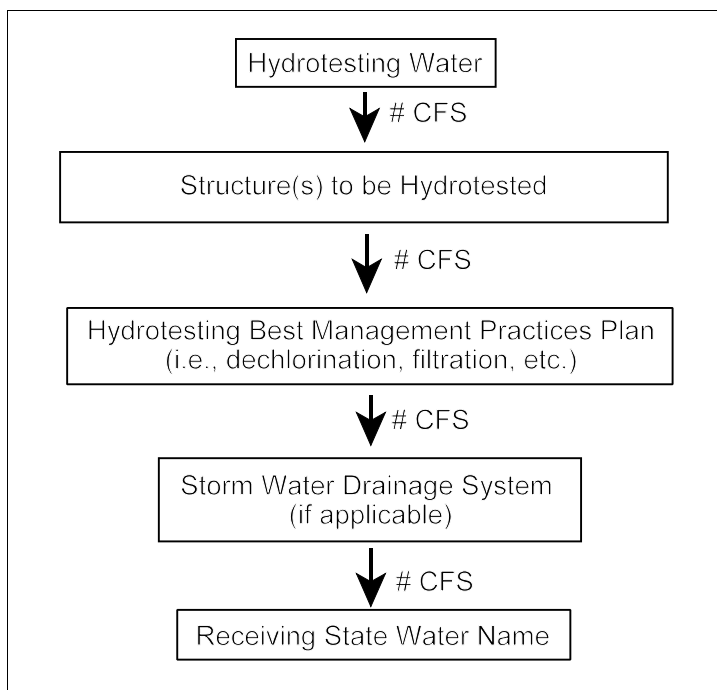 Hydrotesting Water
# CFS
Structure(s) to be Hydrotested
# CFS
Hydrotesting Best Management Practices Plan
(i.e., dechlorination, filtration, etc.)
# CFS
Storm Water Drainage System
(if applicable)
# CFS
Receiving State Water Name